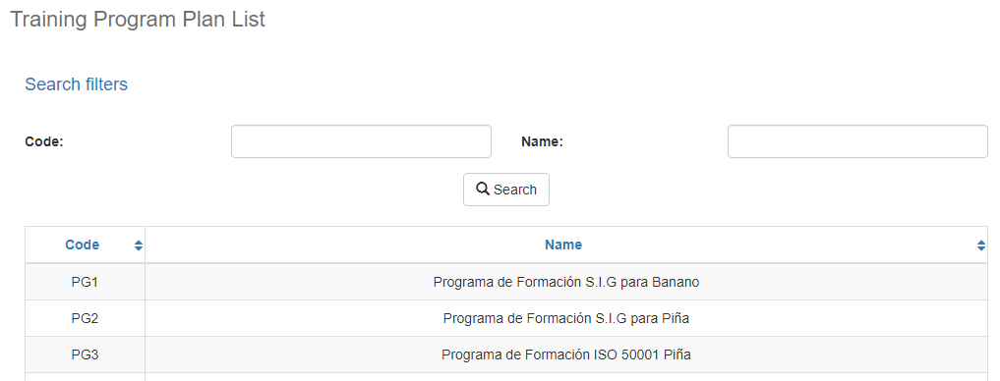 Training Program Plan List
Search filters
Code: Name:
Search
Code Name
PG1 Programa de Formación S.I.G para Banano
PG2 Programa de Formación S.I.G para Piña
PG3 Programa de Formación ISO 50001 Piña